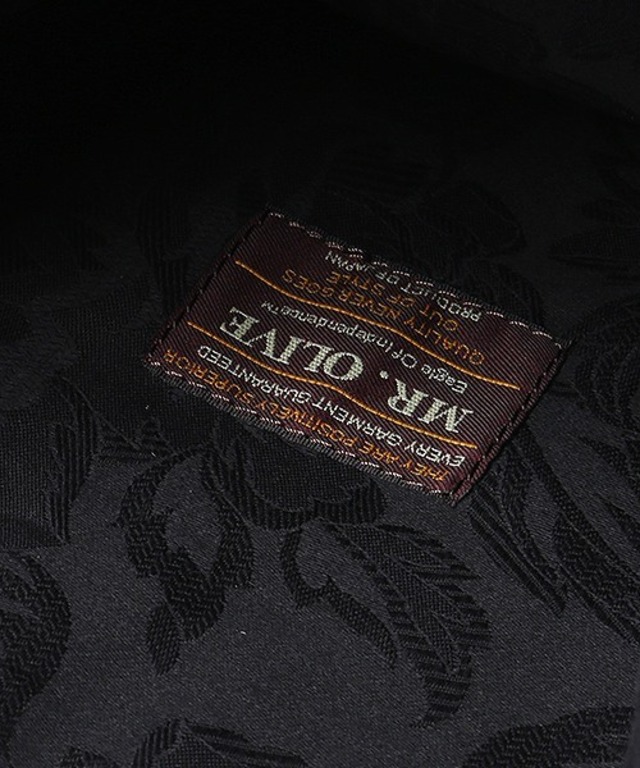 THEY ARE POSITIVELY SUPERIOR
EVERY GARMENT GUARANTEED
MR. OLIVE
Eagle Of Independence™
QUALITY NEVER GOES
OUT OF STYLE
PRODUCT DE JAPAN